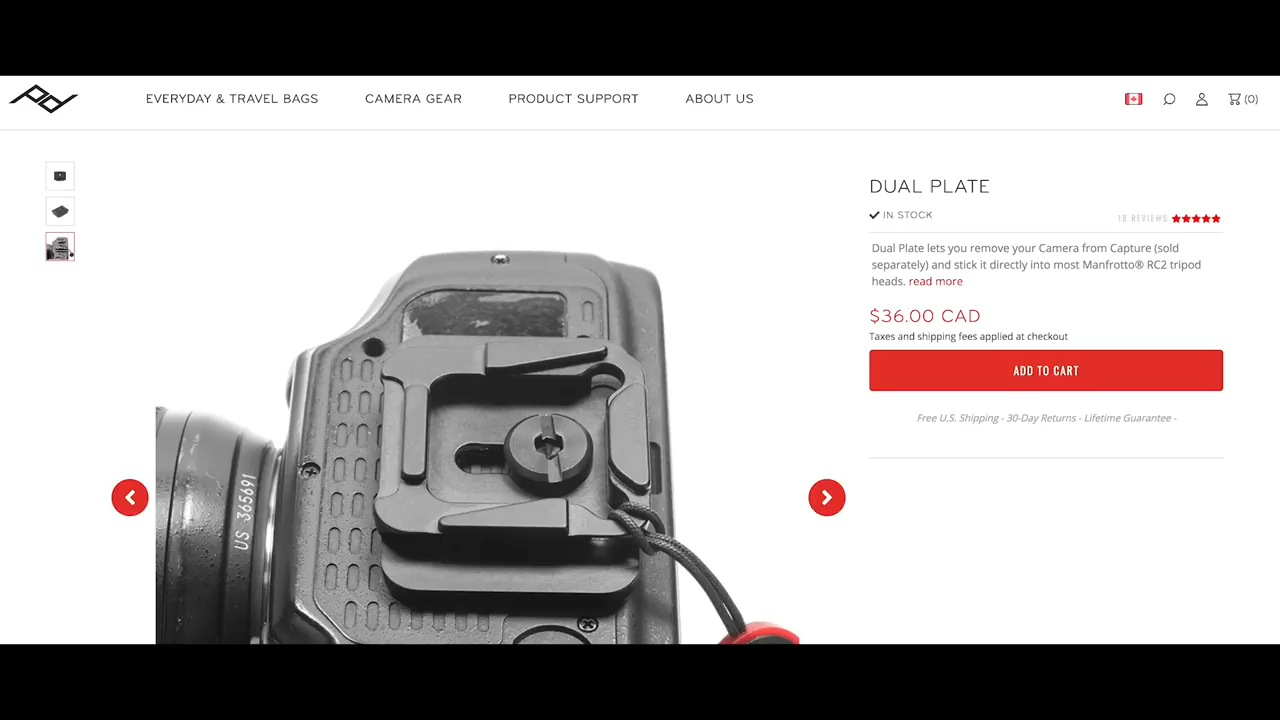 EVERYDAY & TRAVEL BAGS CAMERA GEAR PRODUCT SUPPORT ABOUT US (0)
DUAL PLATE
IN STOCK
18 REVIEWS
Dual Plate lets you remove your Camera from Capture (sold
separately) and stick it directly into most Manfrotto® RC2 tripod
heads. read more
$36.00 CAD
Taxes and shipping fees applied at checkout
ADD TO CART
Free U.S. Shipping - 30-Day Returns - Lifetime Guarantee -
US 365691